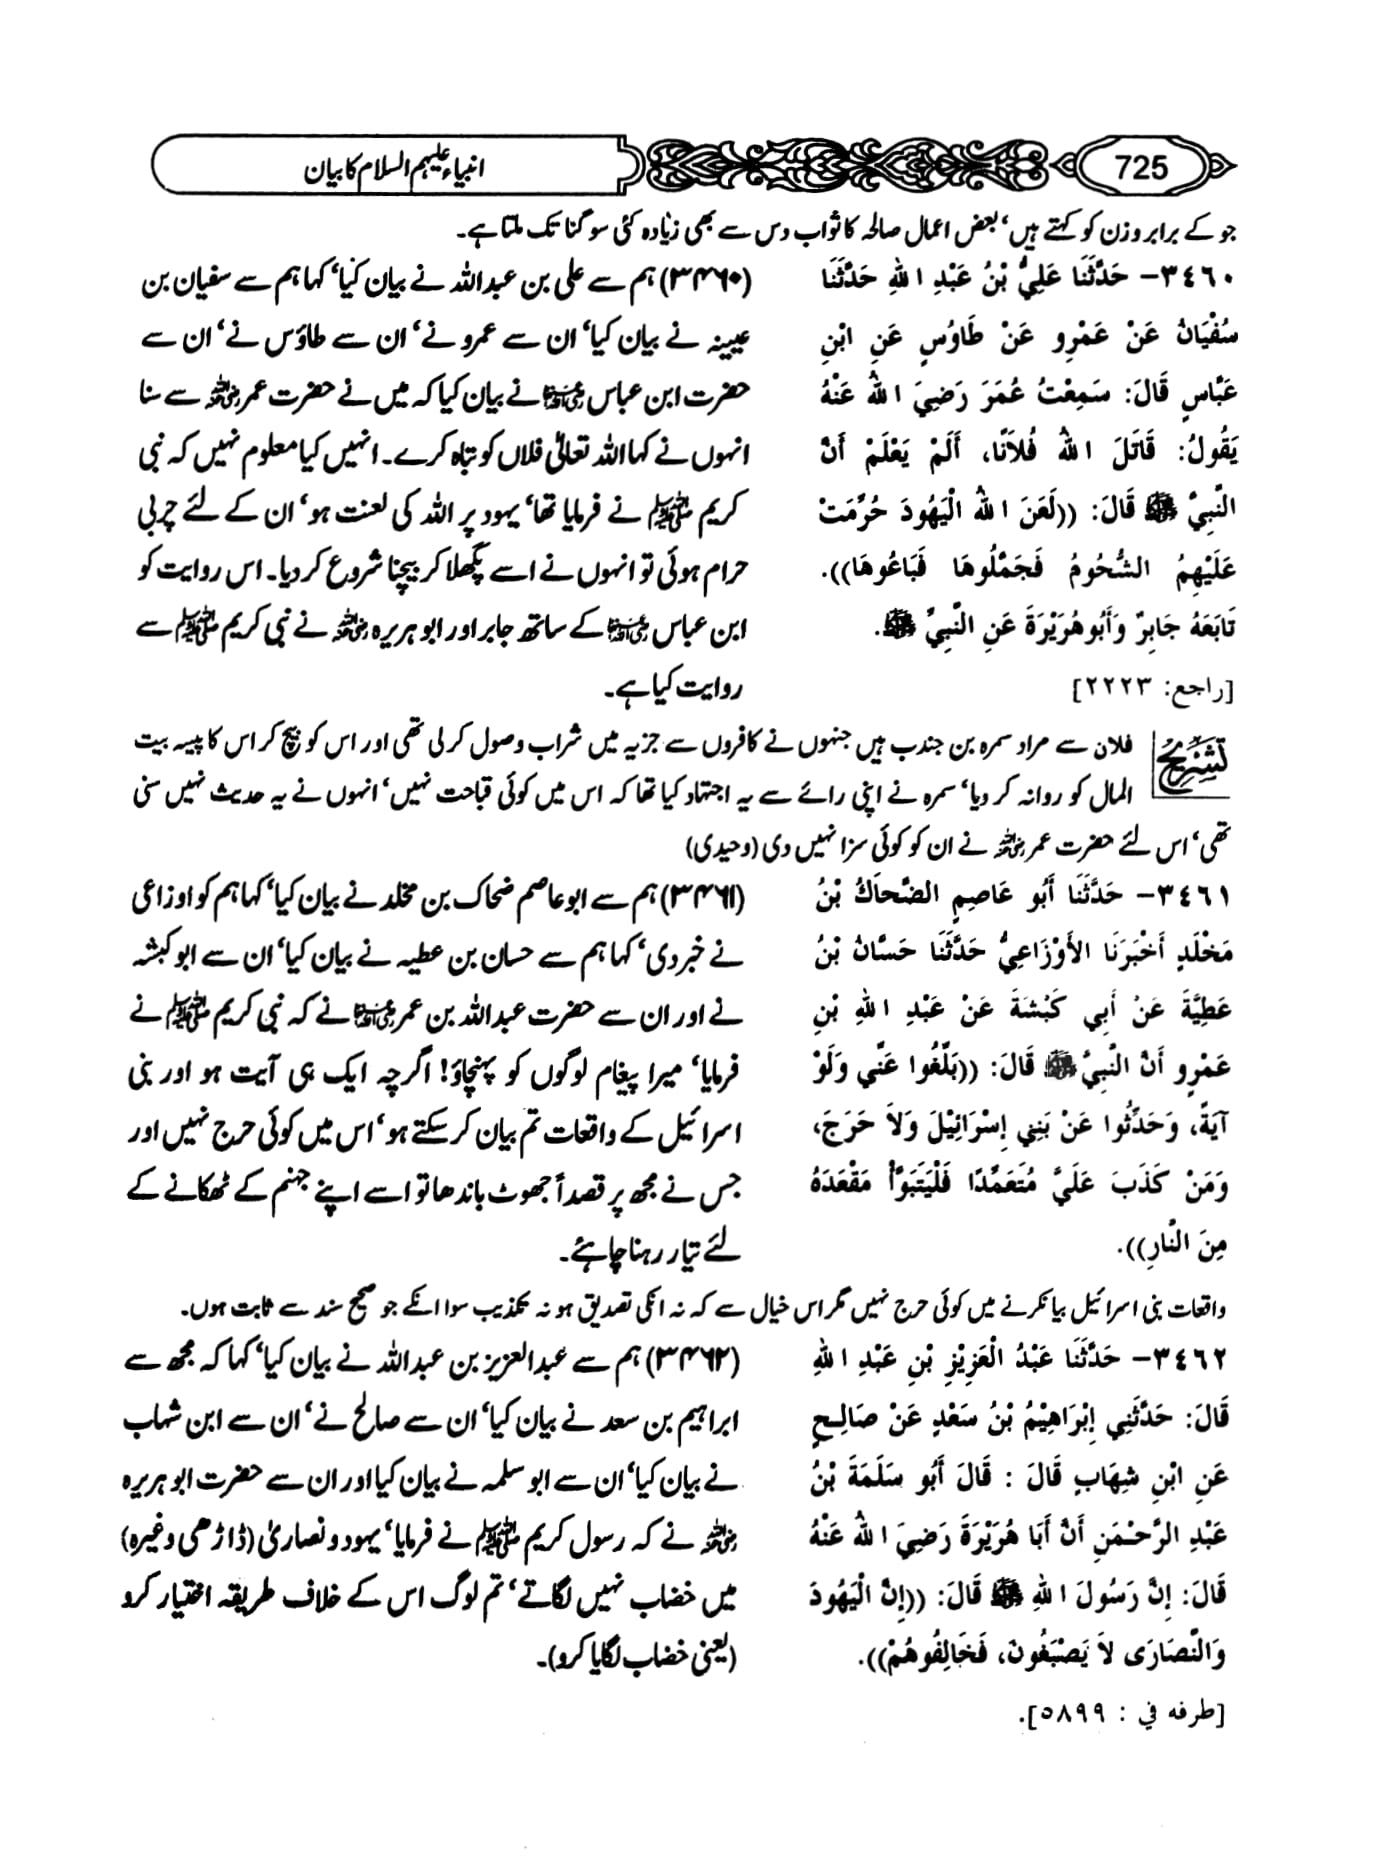 725
انبیاء علیہم السلام کا بیان
جو کے برابر وزن کو کہتے ہیں‘ بعض اعمال صالحہ کا ثواب دس سے بھی زیادہ کئی سو گنا تک ملتا ہے۔
٣٤٦٠- حَدَّثَنَا عَلِيُّ بْنُ عَبْدِ اللهِ حَدَّثَنَا
سُفْيَانُ عَنْ عَمْرٍو عَنْ طَاوُسٍ عَنِ ابْنِ
عَبَّاسٍ قَالَ: سَمِعْتُ عُمَرَ رَضِيَ اللهُ عَنْهُ
يَقُولُ: قَاتَلَ اللهُ فُلاَنًا، أَلَمْ يَعْلَمْ أَنَّ
النَّبِيَّ ﷺ قَالَ: ((لَعَنَ اللهُ الْيَهُودَ حُرِّمَتْ
عَلَيْهِمُ الشُّحُومُ فَجَمَّلُوهَا فَبَاعُوهَا)).
تَابَعَهُ جَابِرٌ وَأَبُو هُرَيْرَةَ عَنِ النَّبِيِّ ﷺ.
[راجع: ٢٢٢٣]
(۳۴۶۰) ہم سے علی بن عبداللہ نے بیان کیا‘ کہا ہم سے سفیان بن
عیینہ نے بیان کیا‘ ان سے عمرو نے‘ ان سے طاؤس نے‘ ان سے
حضرت ابن عباس رضی اللہ عنہما نے بیان کیا کہ میں نے حضرت عمر رضی اللہ عنہ سے سنا
انہوں نے کہا اللہ تعالیٰ فلاں کو تباہ کرے۔ انہیں کیا معلوم نہیں کہ نبی
کریم ﷺ نے فرمایا تھا‘ یہود پر اللہ کی لعنت ہو‘ ان کے لئے چربی
حرام ہوئی تو انہوں نے اسے پگھلا کر بیچنا شروع کر دیا۔ اس روایت کو
ابن عباس رضی اللہ عنہما کے ساتھ جابر اور ابو ہریرہ رضی اللہ عنہ نے نبی کریم ﷺ سے
روایت کیا ہے۔
تشریح
فلان سے مراد سمرہ بن جندب ہیں جنہوں نے کافروں سے جزیہ میں شراب وصول کر لی تھی اور اس کو بیچ کر اس کا پیسہ بیت
المال کو روانہ کر دیا‘ سمرہ نے اپنی رائے سے یہ اجتہاد کیا تھا کہ اس میں کوئی قباحت نہیں‘ انہوں نے یہ حدیث نہیں سنی
تھی‘ اس لئے حضرت عمر رضی اللہ عنہ نے ان کو کوئی سزا نہیں دی (وحیدی)
٣٤٦١- حَدَّثَنَا أَبُو عَاصِمٍ الضَّحَاكُ بْنُ
مَخْلَدٍ أَخْبَرَنَا الأَوْزَاعِيُّ حَدَّثَنَا حَسَّانُ بْنُ
عَطِيَّةَ عَنْ أَبِي كَبْشَةَ عَنْ عَبْدِ اللهِ بْنِ
عَمْرٍو أَنَّ النَّبِيَّ ﷺ قَالَ: ((بَلِّغُوا عَنِّي وَلَوْ
آيَةً، وَحَدِّثُوا عَنْ بَنِي إِسْرَائِيْلَ وَلاَ حَرَجَ،
وَمَنْ كَذَبَ عَلَيَّ مُتَعَمِّدًا فَلْيَتَبَوَّأْ مَقْعَدَهُ
مِنَ النَّارِ)).
(۳۴۶۱) ہم سے ابو عاصم ضحاک بن مخلد نے بیان کیا‘ کہا ہم کو اوزاعی
نے خبر دی‘ کہا ہم سے حسان بن عطیہ نے بیان کیا‘ ان سے ابو کبشہ
نے اور ان سے حضرت عبداللہ بن عمر رضی اللہ عنہما نے کہ نبی کریم ﷺ نے
فرمایا‘ میرا پیغام لوگوں کو پہنچاؤ! اگرچہ ایک ہی آیت ہو اور بنی
اسرائیل کے واقعات تم بیان کر سکتے ہو‘ اس میں کوئی حرج نہیں اور
جس نے مجھ پر قصداً جھوٹ باندھا تو اسے اپنے جہنم کے ٹھکانے کے
لئے تیار رہنا چاہئے۔
واقعات بنی اسرائیل بیا نکرنے میں کوئی حرج نہیں مگر اس خیال سے کہ نہ انکی تصدیق ہو نہ تکذیب سوا انکے جو صحیح سند سے ثابت ہوں۔
٣٤٦٢- حَدَّثَنَا عَبْدُ الْعَزِيْزِ بْنِ عَبْدِ اللهِ
قَالَ: حَدَّثَنِي إِبْرَاهِيْمُ بْنُ سَعْدٍ عَنْ صَالِحٍ
عَنِ ابْنِ شِهَابٍ قَالَ : قَالَ أَبُو سَلَمَةَ بْنُ
عَبْدِ الرَّحْمَنِ أَنَّ أَبَا هُرَيْرَةَ رَضِيَ اللهُ عَنْهُ
قَالَ: إِنَّ رَسُولَ اللهِ ﷺ قَالَ: ((إِنَّ الْيَهُودَ
وَالنَّصَارَى لاَ يَصْبَغُونَ، فَخَالِفُوهُمْ)).
[طرفه في : ٥٨٩٩].
(۳۴۶۲) ہم سے عبدالعزیز بن عبداللہ نے بیان کیا‘ کہا کہ مجھ سے
ابراہیم بن سعد نے بیان کیا‘ ان سے صالح نے‘ ان سے ابن شہاب
نے بیان کیا‘ ان سے ابو سلمہ نے بیان کیا اور ان سے حضرت ابو ہریرہ
رضی اللہ عنہ نے کہ رسول کریم ﷺ نے فرمایا‘ یہود و نصاریٰ (ڈاڑھی وغیرہ)
میں خضاب نہیں لگاتے‘ تم لوگ اس کے خلاف طریقہ اختیار کرو
(یعنی خضاب لگایا کرو)۔